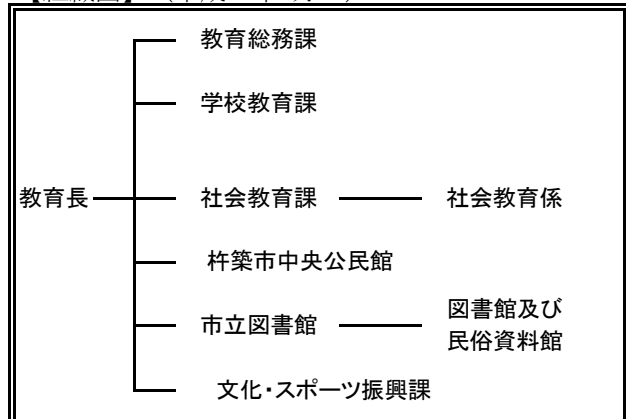 教育総務課
学校教育課
教育長
社会教育課
社会教育係
杵築市中央公民館
市立図書館
図書館及び
民俗資料館
文化・スポーツ振興課